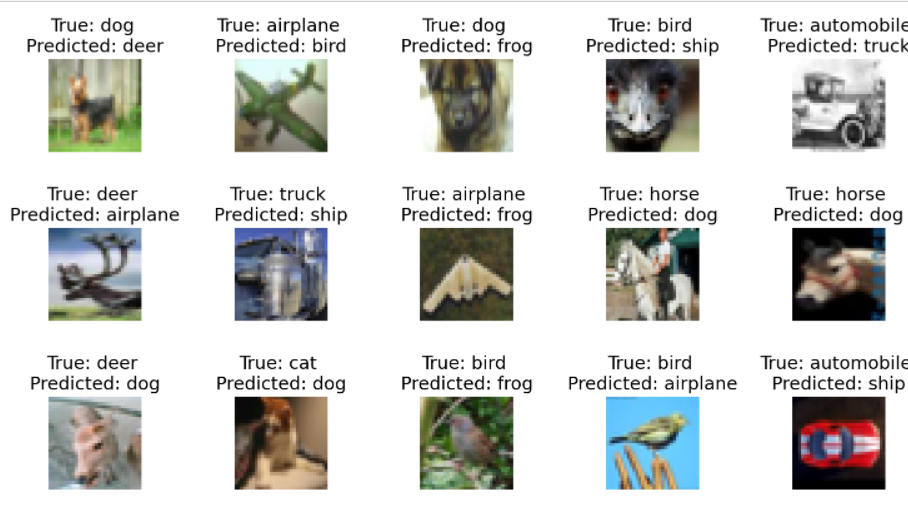 True: dog
Predicted: deer
True: airplane
Predicted: bird
True: dog
Predicted: frog
True: bird
Predicted: ship
True: automobile
Predicted: truck
True: deer
Predicted: airplane
True: truck
Predicted: ship
True: airplane
Predicted: frog
True: horse
Predicted: dog
True: horse
Predicted: dog
True: deer
Predicted: dog
True: cat
Predicted: dog
True: bird
Predicted: frog
True: bird
Predicted: airplane
True: automobile
Predicted: ship